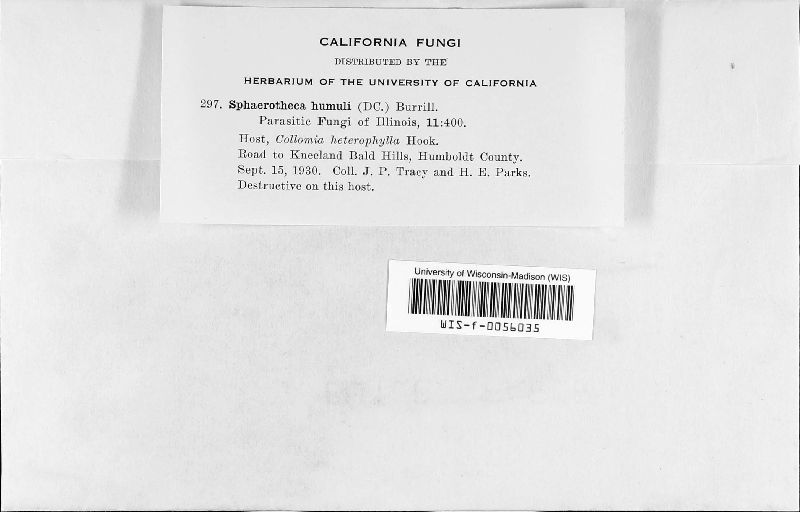 CALIFORNIA FUNGI
DISTRIBUTED BY THE
HERBARIUM OF THE UNIVERSITY OF CALIFORNIA
297. Sphaerotheca humuli (DC.) Burrill.
Parasitic Fungi of Illinois, 11:400.
Host, Collomia heterophylla Hook.
Road to Kneeland Bald Hills, Humboldt County.
Sept. 15, 1930. Coll. J. P. Tracy and H. E. Parks.
Destructive on this host.
University of Wisconsin-Madison (WIS)
WIS-f-0056035